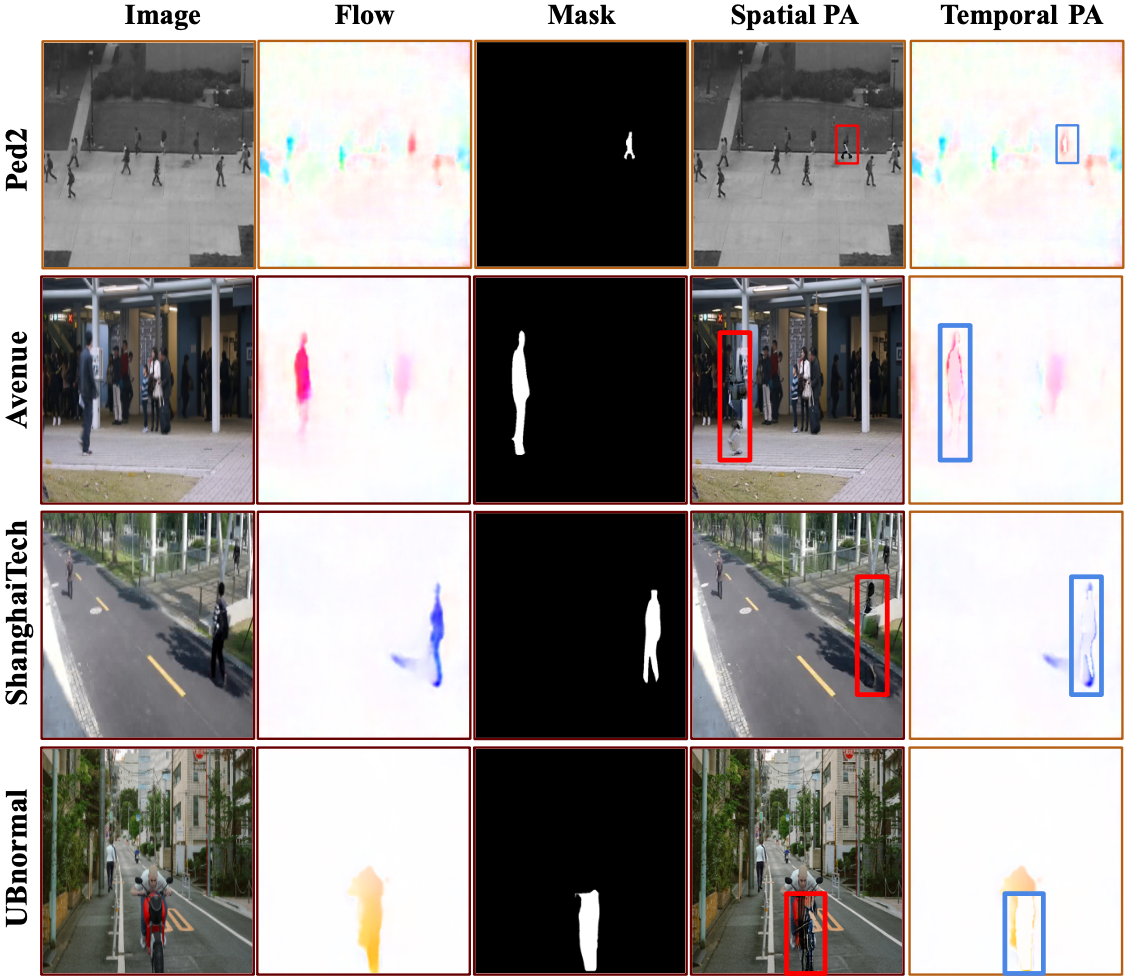 Image Flow Mask Spatial PA Temporal PA
Ped2
Avenue
ShanghaiTech
UBnormal